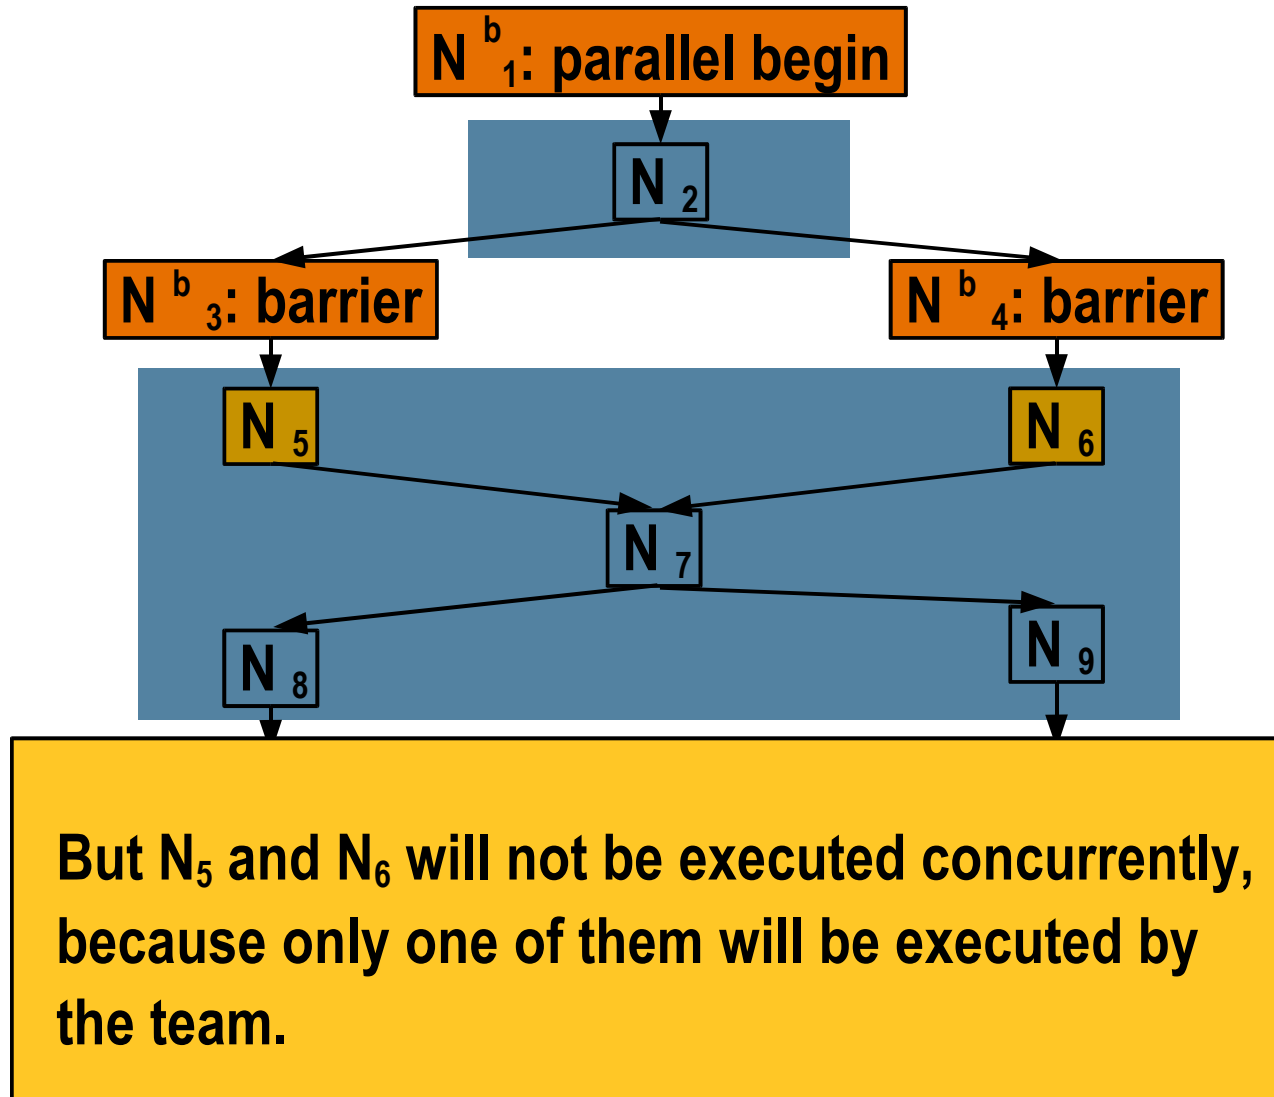 N b 1: parallel begin
N 2
N b 3: barrier
N b 4: barrier
N 5
N 6
N 7
N 8
N 9
But N5 and N6 will not be executed concurrently,
because only one of them will be executed by
the team.